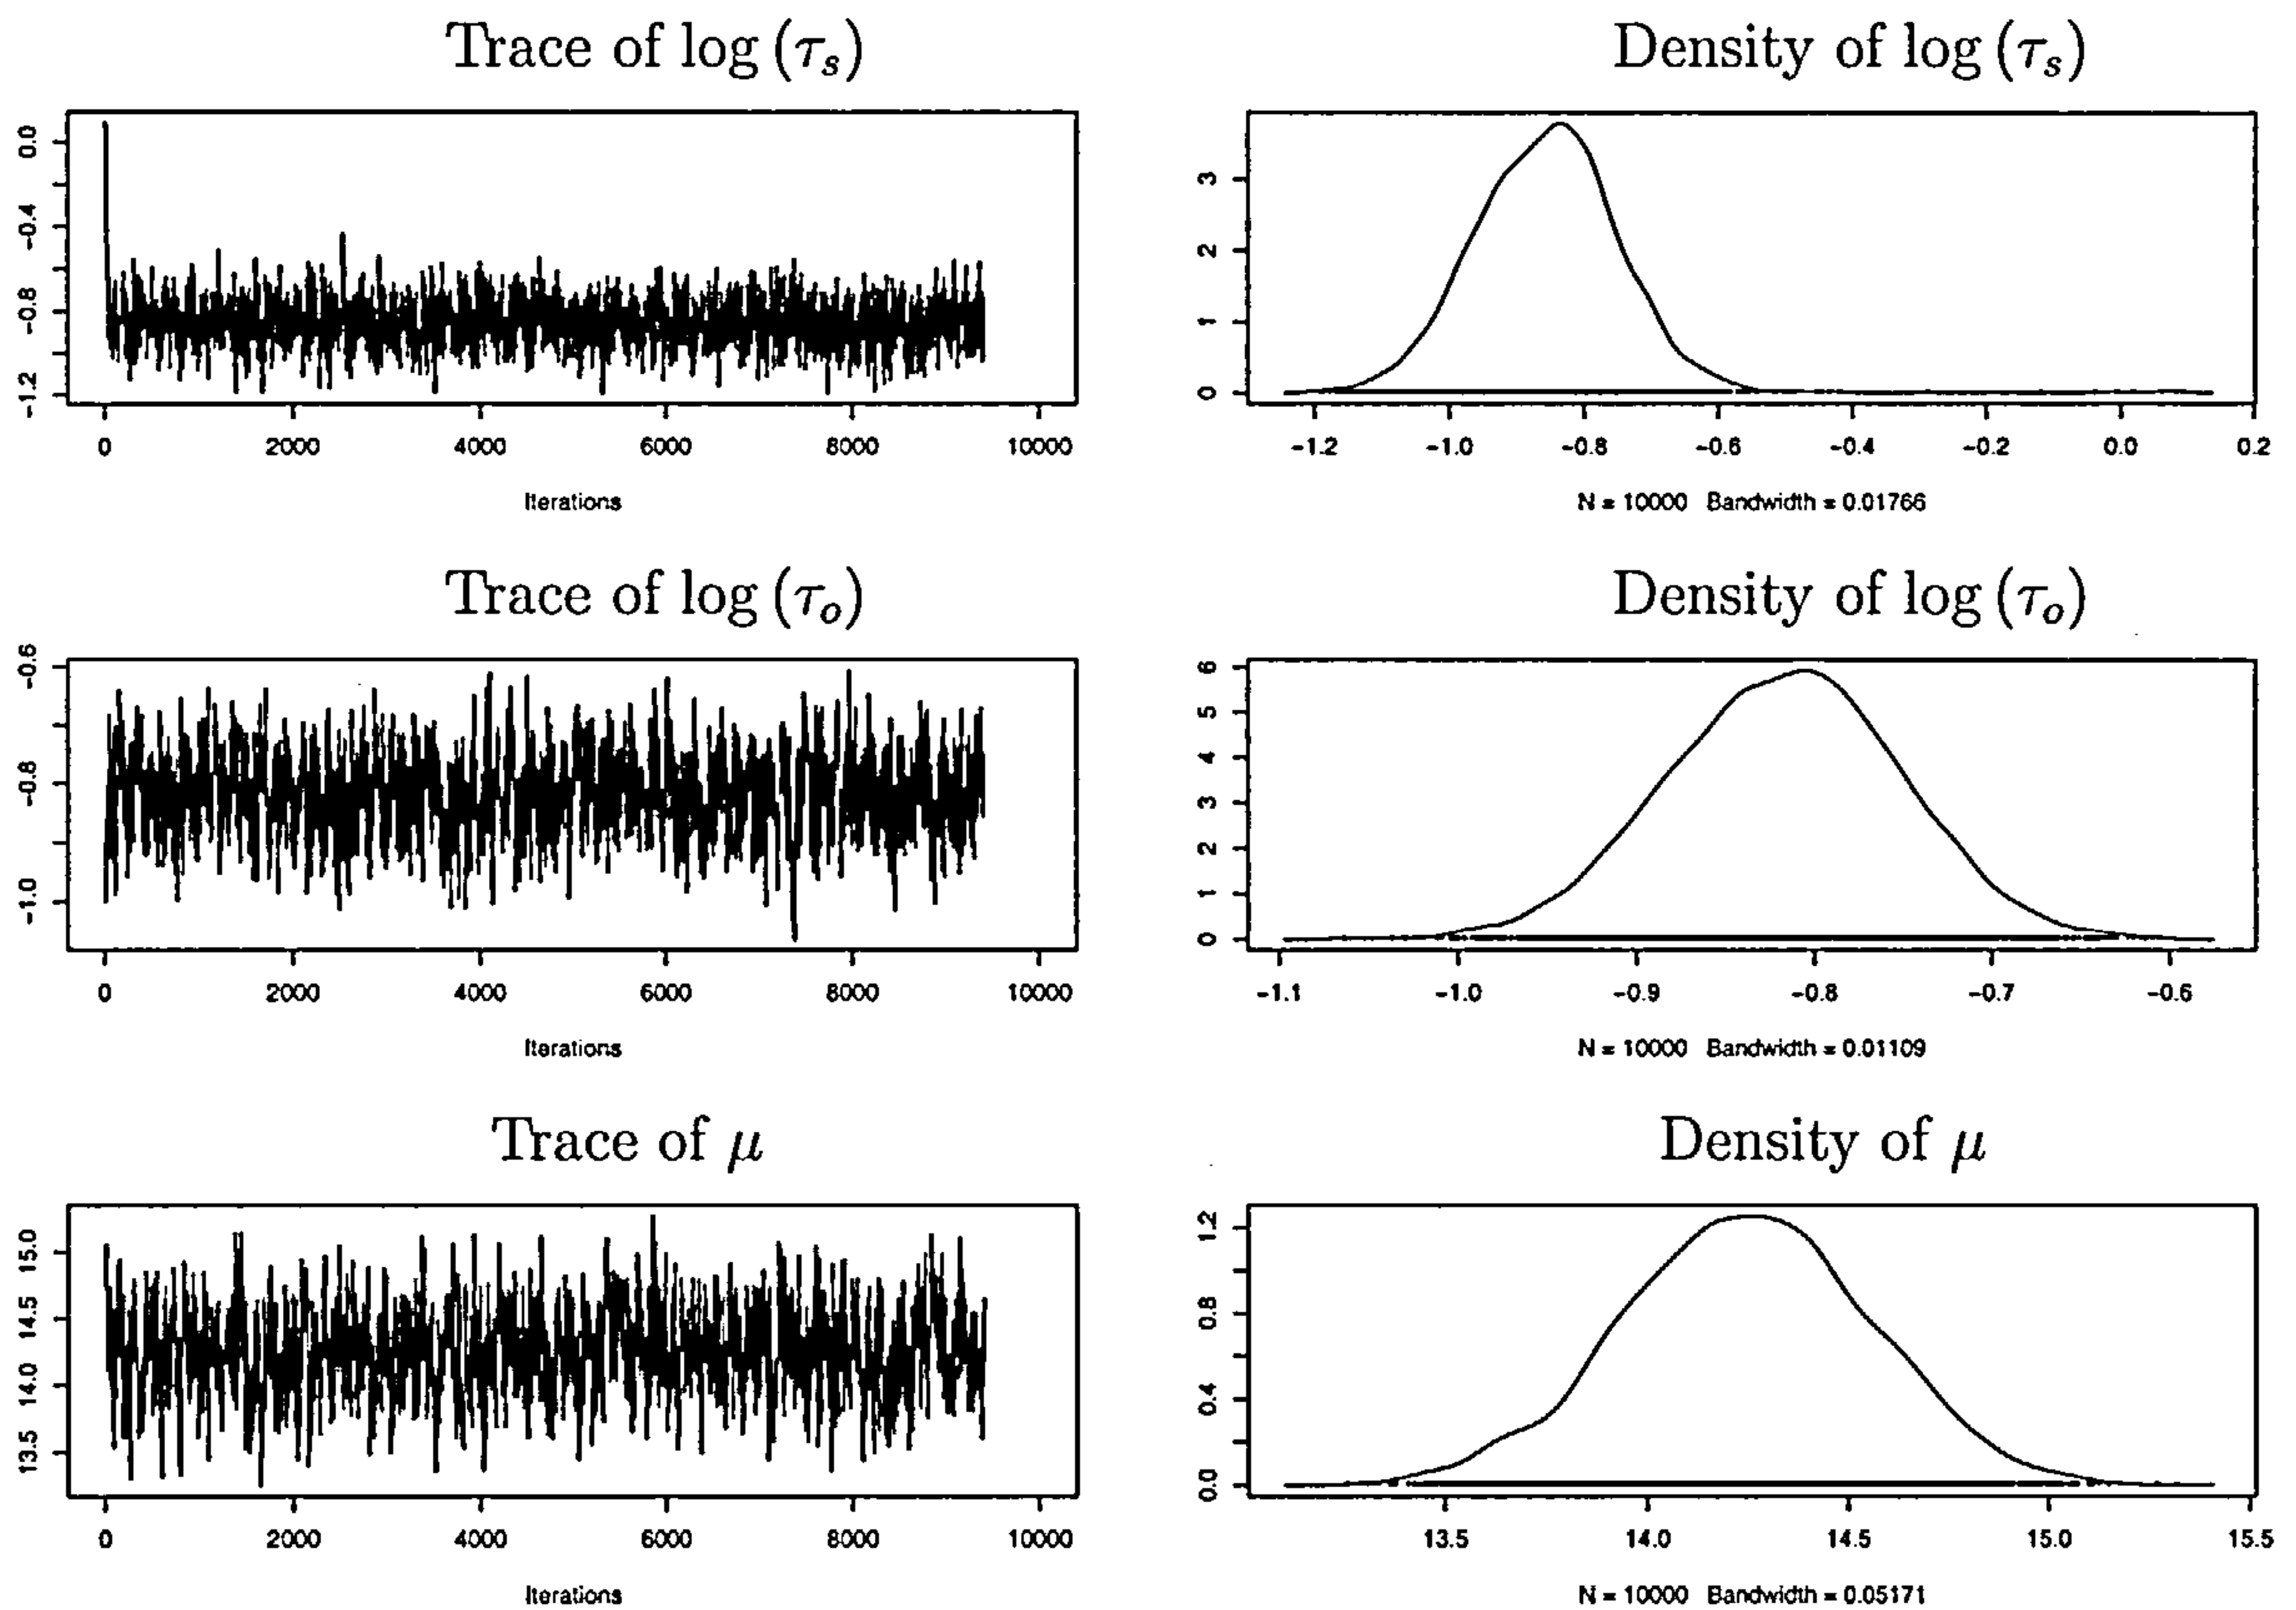 Trace of log (τₛ)
Density of log (τₛ)
0.0
-0.4
-0.8
-1.2
0 2000 4000 6000 8000 10000
Iterations
3
2
1
0
-1.2 -1.0 -0.8 -0.6 -0.4 -0.2 0.0 0.2
N = 10000 Bandwidth = 0.01766
Trace of log (τₒ)
Density of log (τₒ)
-0.6
-0.8
-1.0
0 2000 4000 6000 8000 10000
Iterations
6
5
4
3
2
1
0
-1.1 -1.0 -0.9 -0.8 -0.7 -0.6
N = 10000 Bandwidth = 0.01109
Trace of μ
Density of μ
15.0
14.5
14.0
13.5
0 2000 4000 6000 8000 10000
Iterations
1.2
0.8
0.4
0.0
13.5 14.0 14.5 15.0 15.5
N = 10000 Bandwidth = 0.05171